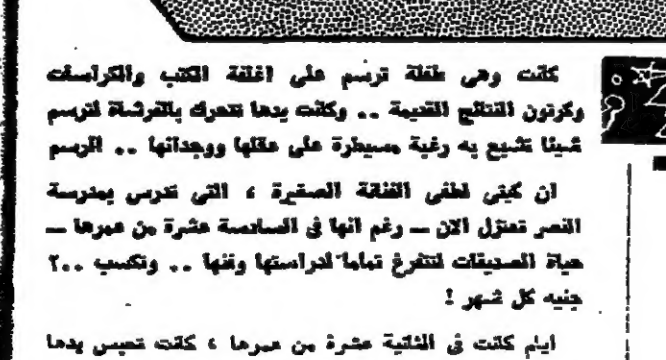 كانت وهى طفلة ترسم على اغلفة الكتب والكراسات
وكرتون النتائج القديمة .. وكانت يدها تتحرك بالفرشاة لترسم
شيئا تشبع به رغبة مسيطرة على عقلها ووجدانها .. الرسم
ان كيتى لطفى الفنانة الصغيرة ، التى تدرس بمدرسة
النصر تعتزل الان — رغم انها فى السادسة عشرة من عمرها —
حياة الصديقات لتتفرغ تماما لدراستها وفنها .. وتكسب ٢٠٠
جنيه كل شهر !
ايام كانت فى الثانية عشرة من عمرها ، كانت تحبس يدها